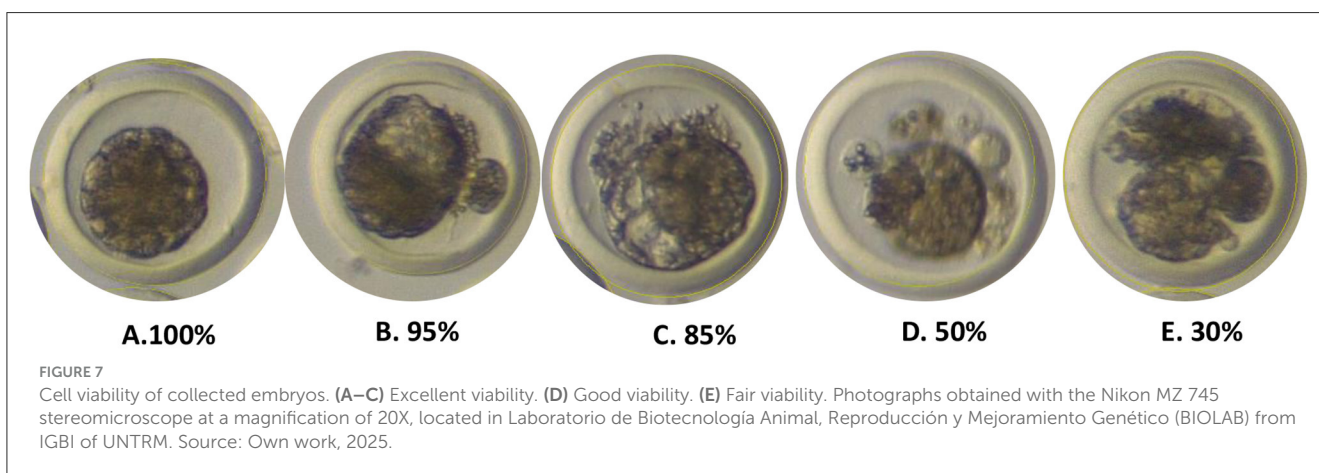 A.100%
B. 95%
C. 85%
D. 50%
E. 30%
FIGURE 7
Cell viability of collected embryos. (A–C) Excellent viability. (D) Good viability. (E) Fair viability. Photographs obtained with the Nikon MZ 745
stereomicroscope at a magnification of 20X, located in Laboratorio de Biotecnología Animal, Reproducción y Mejoramiento Genético (BIOLAB) from
IGBI of UNTRM. Source: Own work, 2025.